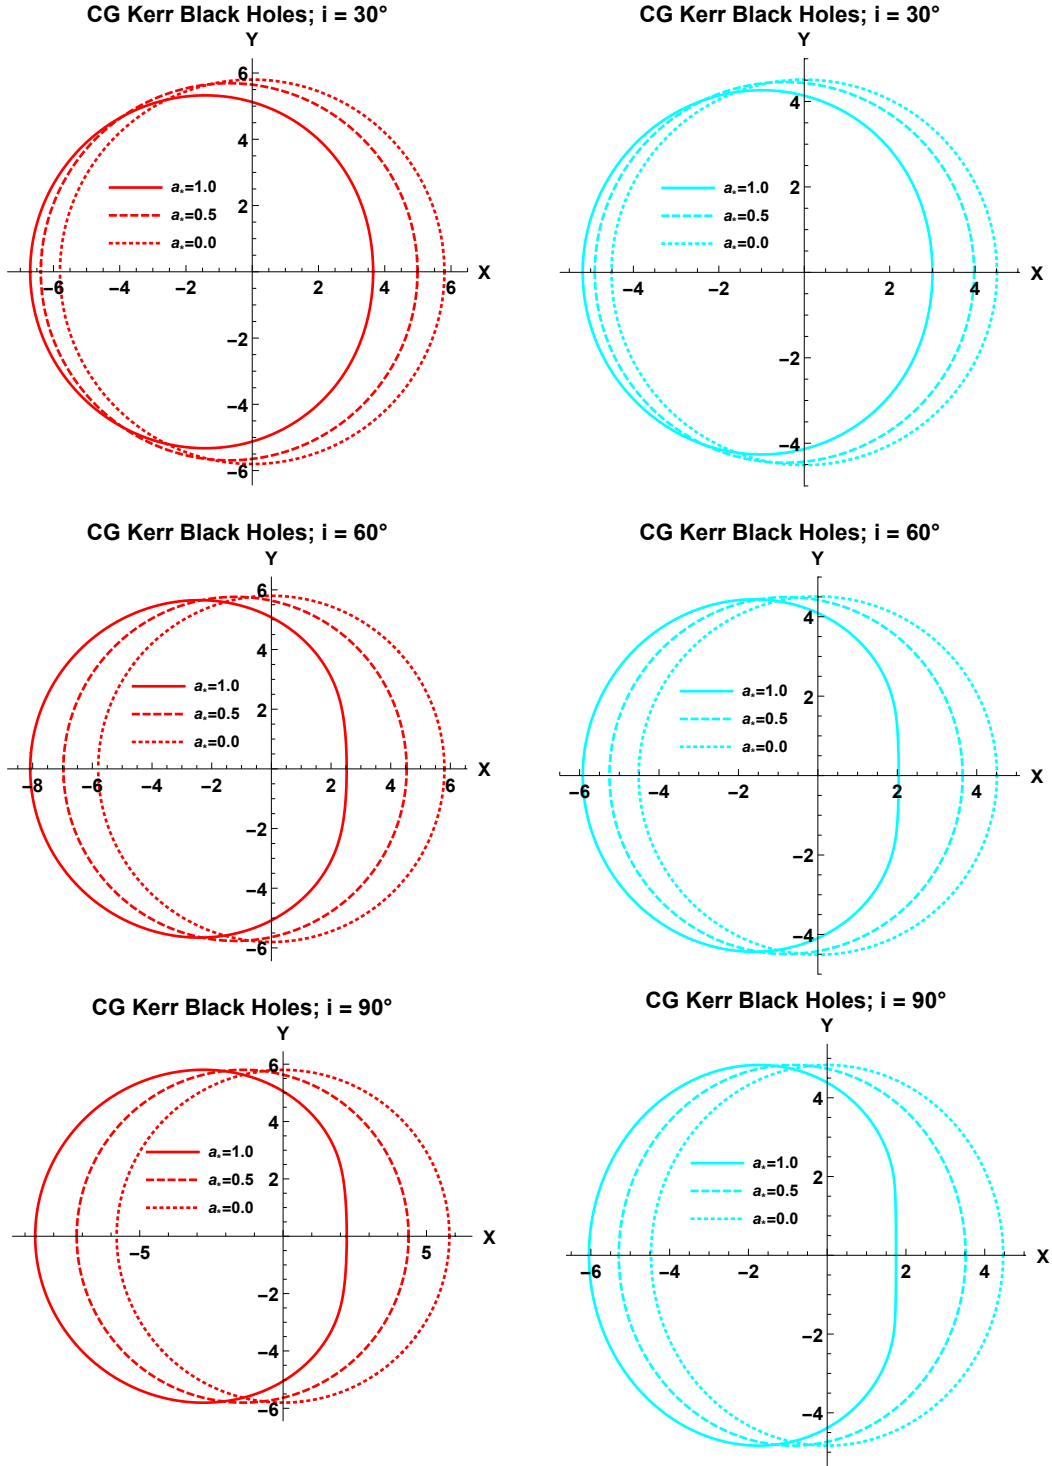 CG Kerr Black Holes; i = 30°
Y
6
4
2
a*=1.0
a*=0.5
a*=0.0
−6 −4 −2 2 4 6 X
−2
−4
−6
CG Kerr Black Holes; i = 30°
Y
4
2
a*=1.0
a*=0.5
a*=0.0
−4 −2 2 4 X
−2
−4
CG Kerr Black Holes; i = 60°
Y
6
4
2
a*=1.0
a*=0.5
a*=0.0
−8 −6 −4 −2 2 4 6 X
−2
−4
−6
CG Kerr Black Holes; i = 60°
Y
4
2
a*=1.0
a*=0.5
a*=0.0
−6 −4 −2 2 4 X
−2
−4
CG Kerr Black Holes; i = 90°
Y
6
4
2
a*=1.0
a*=0.5
a*=0.0
−5 5 X
−2
−4
−6
CG Kerr Black Holes; i = 90°
Y
4
2
a*=1.0
a*=0.5
a*=0.0
−6 −4 −2 2 4 X
−2
−4